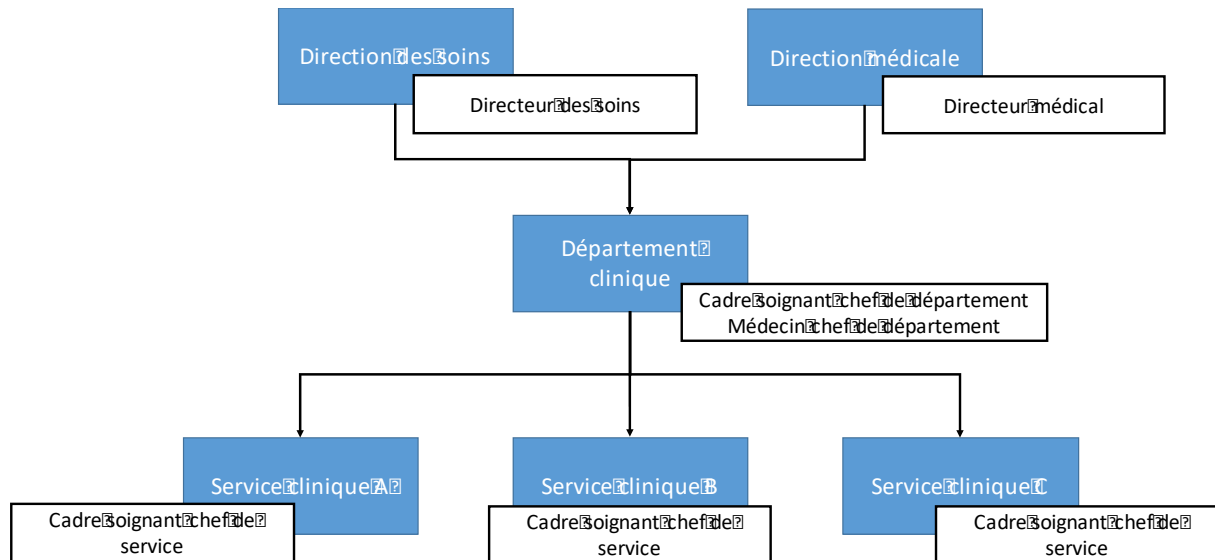 Direction des soins
Direction médicale
Directeur des soins
Directeur médical
Département
clinique
Cadre soignant chef de département
Médecin chef de département
Service clinique A
Service clinique B
Service clinique C
Cadre soignant chef de
service
Cadre soignant chef de
service
Cadre soignant chef de
service